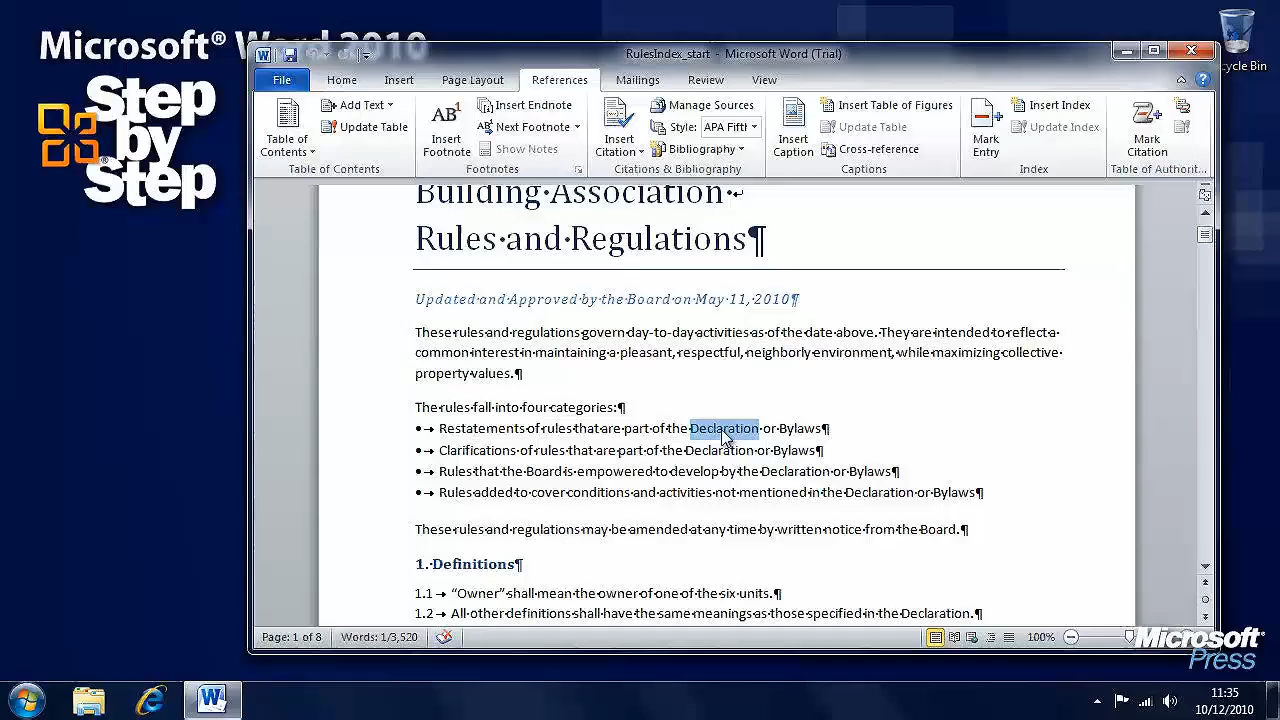 Microsoft® Word 2010
Step
by
Step
RulesIndex_start - Microsoft Word (Trial)
Recycle Bin
File Home Insert Page Layout References Mailings Review View
Table of Contents
Add Text
Update Table
Table of Contents
AB¹
Insert Footnote
Insert Endnote
Next Footnote
Show Notes
Footnotes
Insert Citation
Manage Sources
Style: APA Fift
Bibliography
Citations & Bibliography
Insert Caption
Insert Table of Figures
Update Table
Cross-reference
Captions
Mark Entry
Insert Index
Update Index
Index
Mark Citation
Table of Authorit...
Building·Association·↵
Rules·and·Regulations¶
Updated·and·Approved·by·the·Board·on·May·11,·2010¶
These·rules·and·regulations·govern·day-to-day·activities·as·of·the·date·above.·They·are·intended·to·reflect·a·
common·interest·in·maintaining·a·pleasant,·respectful,·neighborly·environment,·while·maximizing·collective·
property·values.¶
The·rules·fall·into·four·categories:¶
•→Restatements·of·rules·that·are·part·of·the·Declaration·or·Bylaws¶
•→Clarifications·of·rules·that·are·part·of·the·Declaration·or·Bylaws¶
•→Rules·that·the·Board·is·empowered·to·develop·by·the·Declaration·or·Bylaws¶
•→Rules·added·to·cover·conditions·and·activities·not·mentioned·in·the·Declaration·or·Bylaws¶
These·rules·and·regulations·may·be·amended·at·any·time·by·written·notice·from·the·Board.¶
1.·Definitions¶
1.1→“Owner”·shall·mean·the·owner·of·one·of·the·six·units.¶
1.2→All·other·definitions·shall·have·the·same·meanings·as·those·specified·in·the·Declaration.¶
Page: 1 of 8 Words: 1/3,520 100%
Microsoft
Press
11:35
10/12/2010